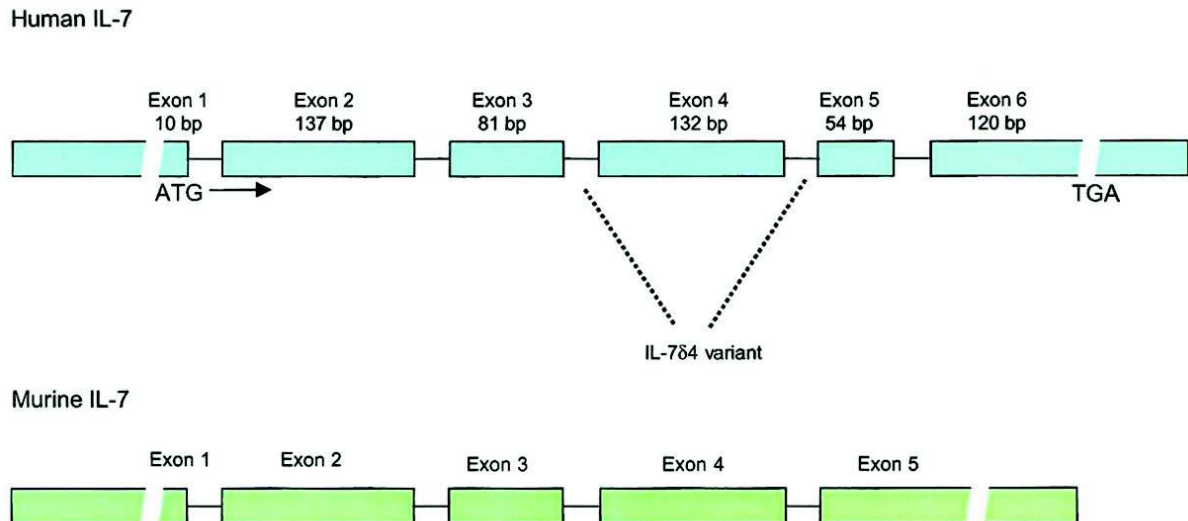 Human IL-7
Exon 1 Exon 2 Exon 3 Exon 4 Exon 5 Exon 6
10 bp 137 bp 81 bp 132 bp 54 bp 120 bp
ATG TGA
IL-7δ4 variant
Murine IL-7
Exon 1 Exon 2 Exon 3 Exon 4 Exon 5